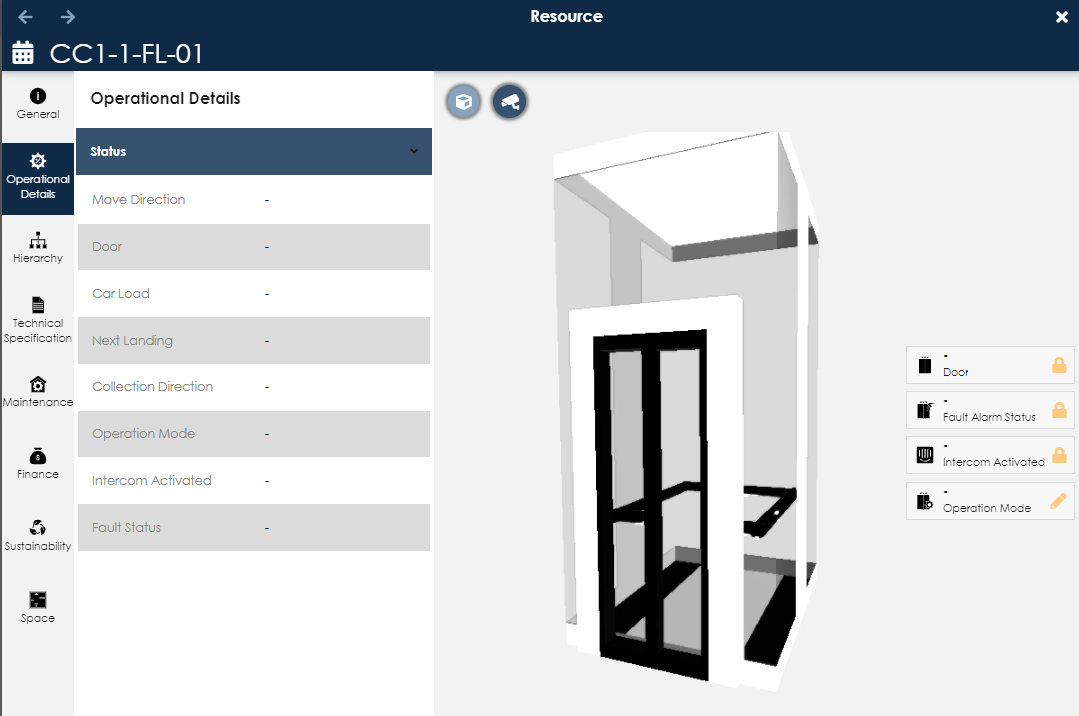 Resource
CC1-1-FL-01
General
Operational
Details
Hierarchy
Technical
Specification
Maintenance
Finance
Sustainability
Space
Operational Details
Status
Move Direction -
Door -
Car Load -
Next Landing -
Collection Direction -
Operation Mode -
Intercom Activated -
Fault Status -
-
Door
-
Fault Alarm Status
-
Intercom Activated
-
Operation Mode